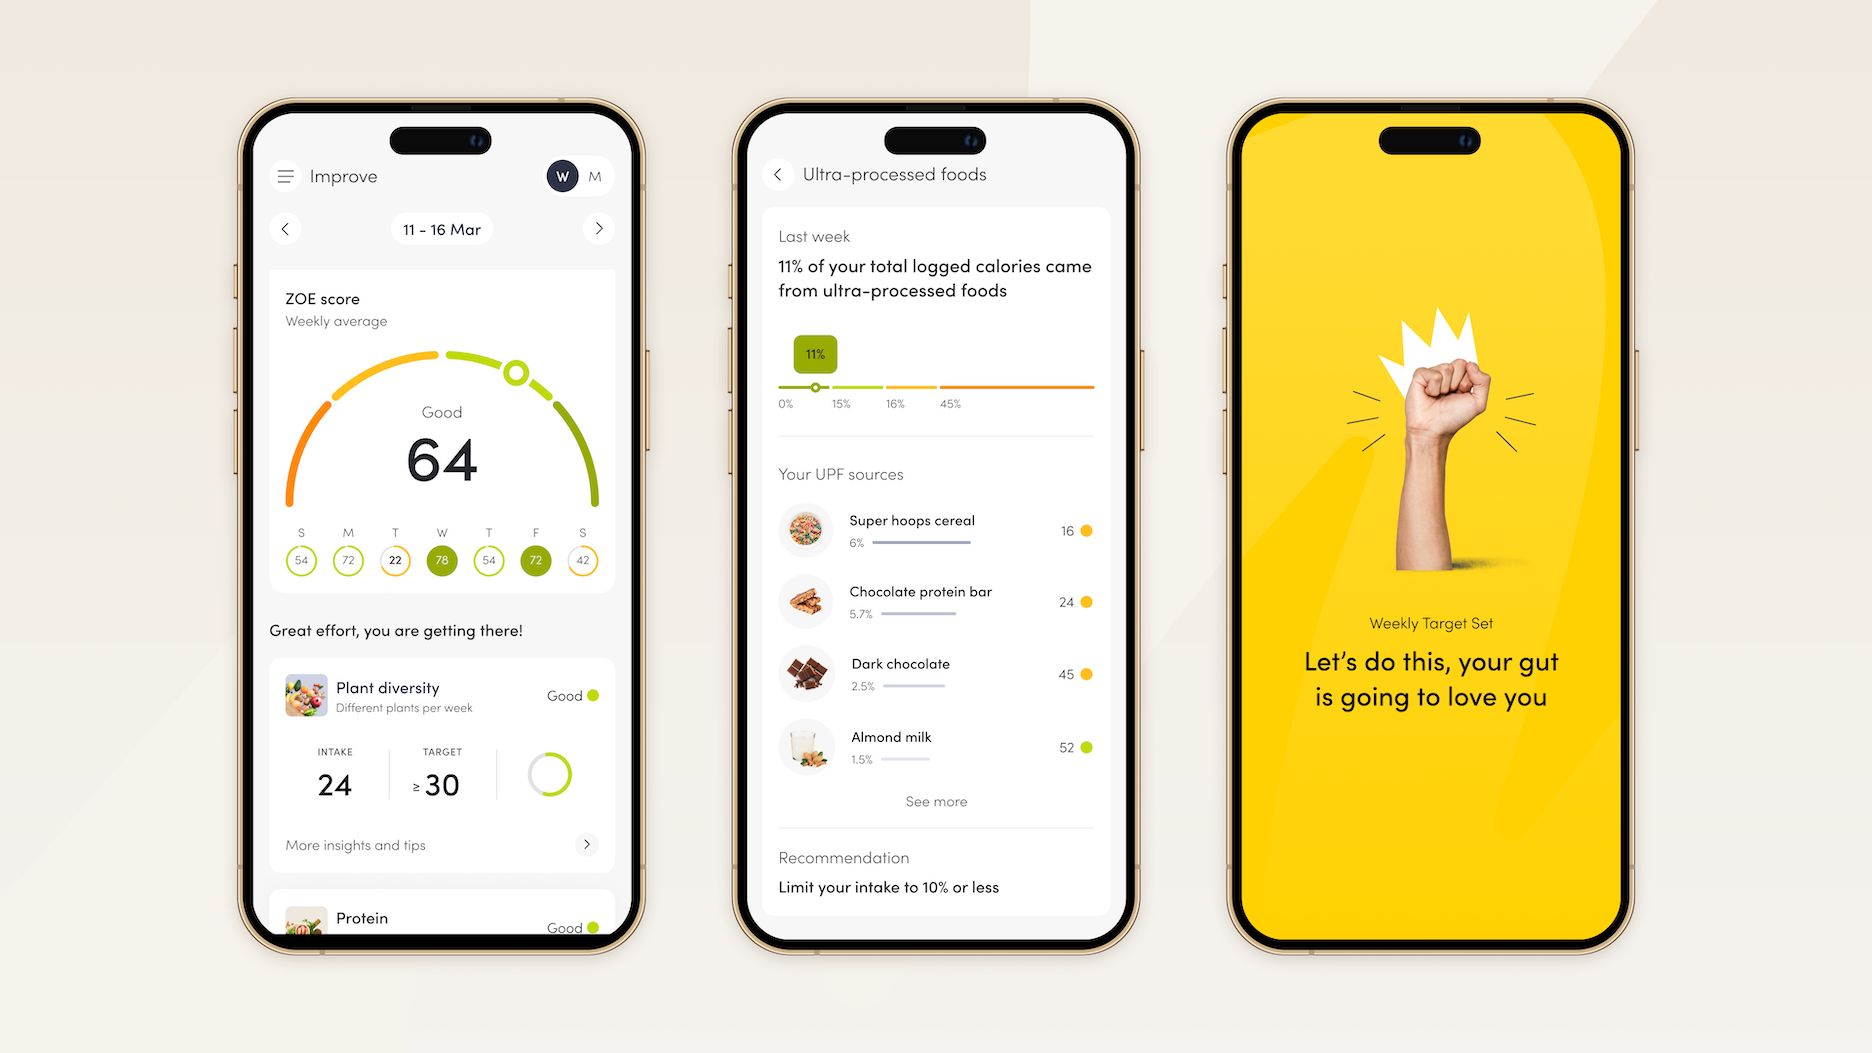 Improve
W M
11 - 16 Mar
ZOE score
Weekly average
Good
64
S M T W T F S
54 72 22 78 54 72 42
Great effort, you are getting there!
Plant diversity
Different plants per week
Good
INTAKE
24
TARGET
≥ 30
More insights and tips
Protein
Good
Ultra-processed foods
Last week
11% of your total logged calories came
from ultra-processed foods
11%
0% 15% 16% 45%
Your UPF sources
Super hoops cereal
6%
16
Chocolate protein bar
5.7%
24
Dark chocolate
2.5%
45
Almond milk
1.5%
52
See more
Recommendation
Limit your intake to 10% or less
Weekly Target Set
Let's do this, your gut
is going to love you